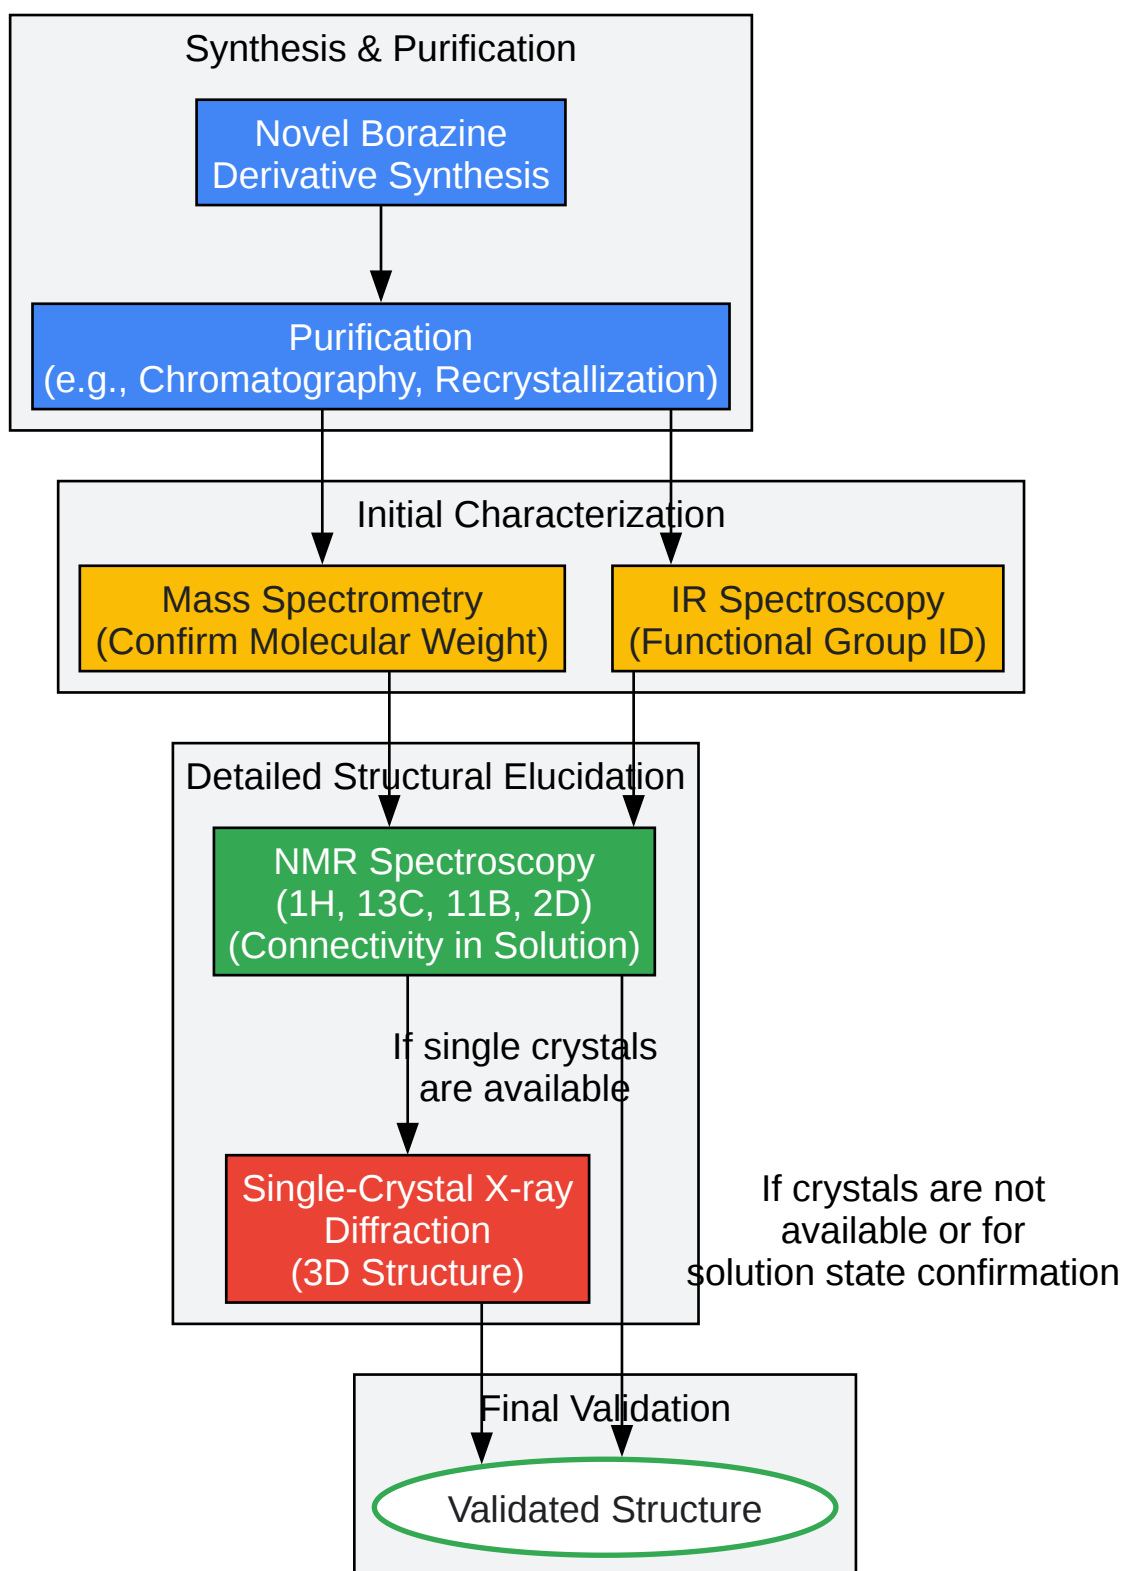 Synthesis & Purification
Novel Borazine
Derivative Synthesis
Purification
(e.g., Chromatography, Recrystallization)
Initial Characterization
Mass Spectrometry
(Confirm Molecular Weight)
IR Spectroscopy
(Functional Group ID)
Detailed Structural Elucidation
NMR Spectroscopy
(1H, 13C, 11B, 2D)
(Connectivity in Solution)
If single crystals
are available
Single-Crystal X-ray
Diffraction
(3D Structure)
If crystals are not
available or for
solution state confirmation
Final Validation
Validated Structure